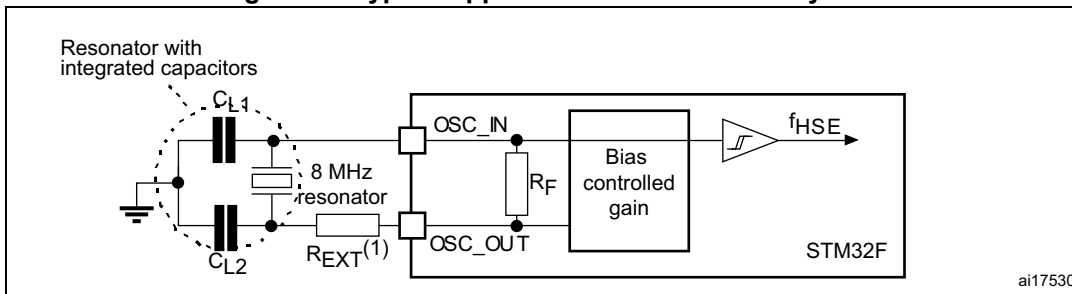 Resonator with
integrated capacitors
CL1
OSC_IN
fHSE
8 MHz
resonator
RF
Bias
controlled
gain
REXT(1)
OSC_OUT
STM32F
CL2
ai17530